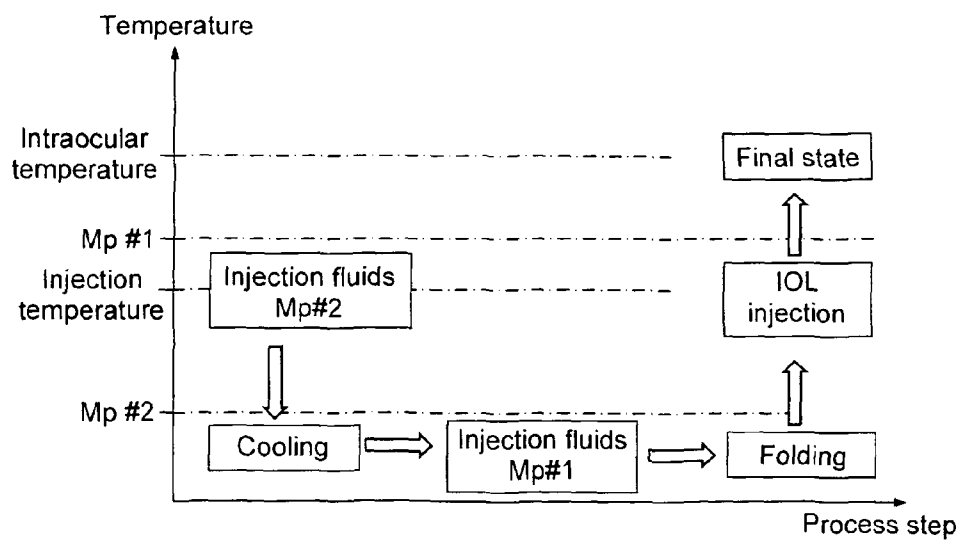 Temperature
Intraocular
temperature
Final state
Mp #1
Injection
temperature
Injection fluids
Mp#2
IOL
injection
Mp #2
Cooling
Injection fluids
Mp#1
Folding
Process step